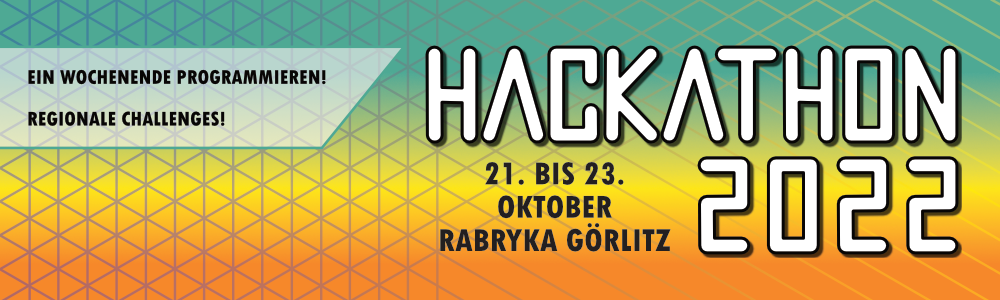 EIN WOCHENENDE PROGRAMMIEREN!
REGIONALE CHALLENGES!
HACKATHON
2022
21. BIS 23.
OKTOBER
RABRYKA GÖRLITZ